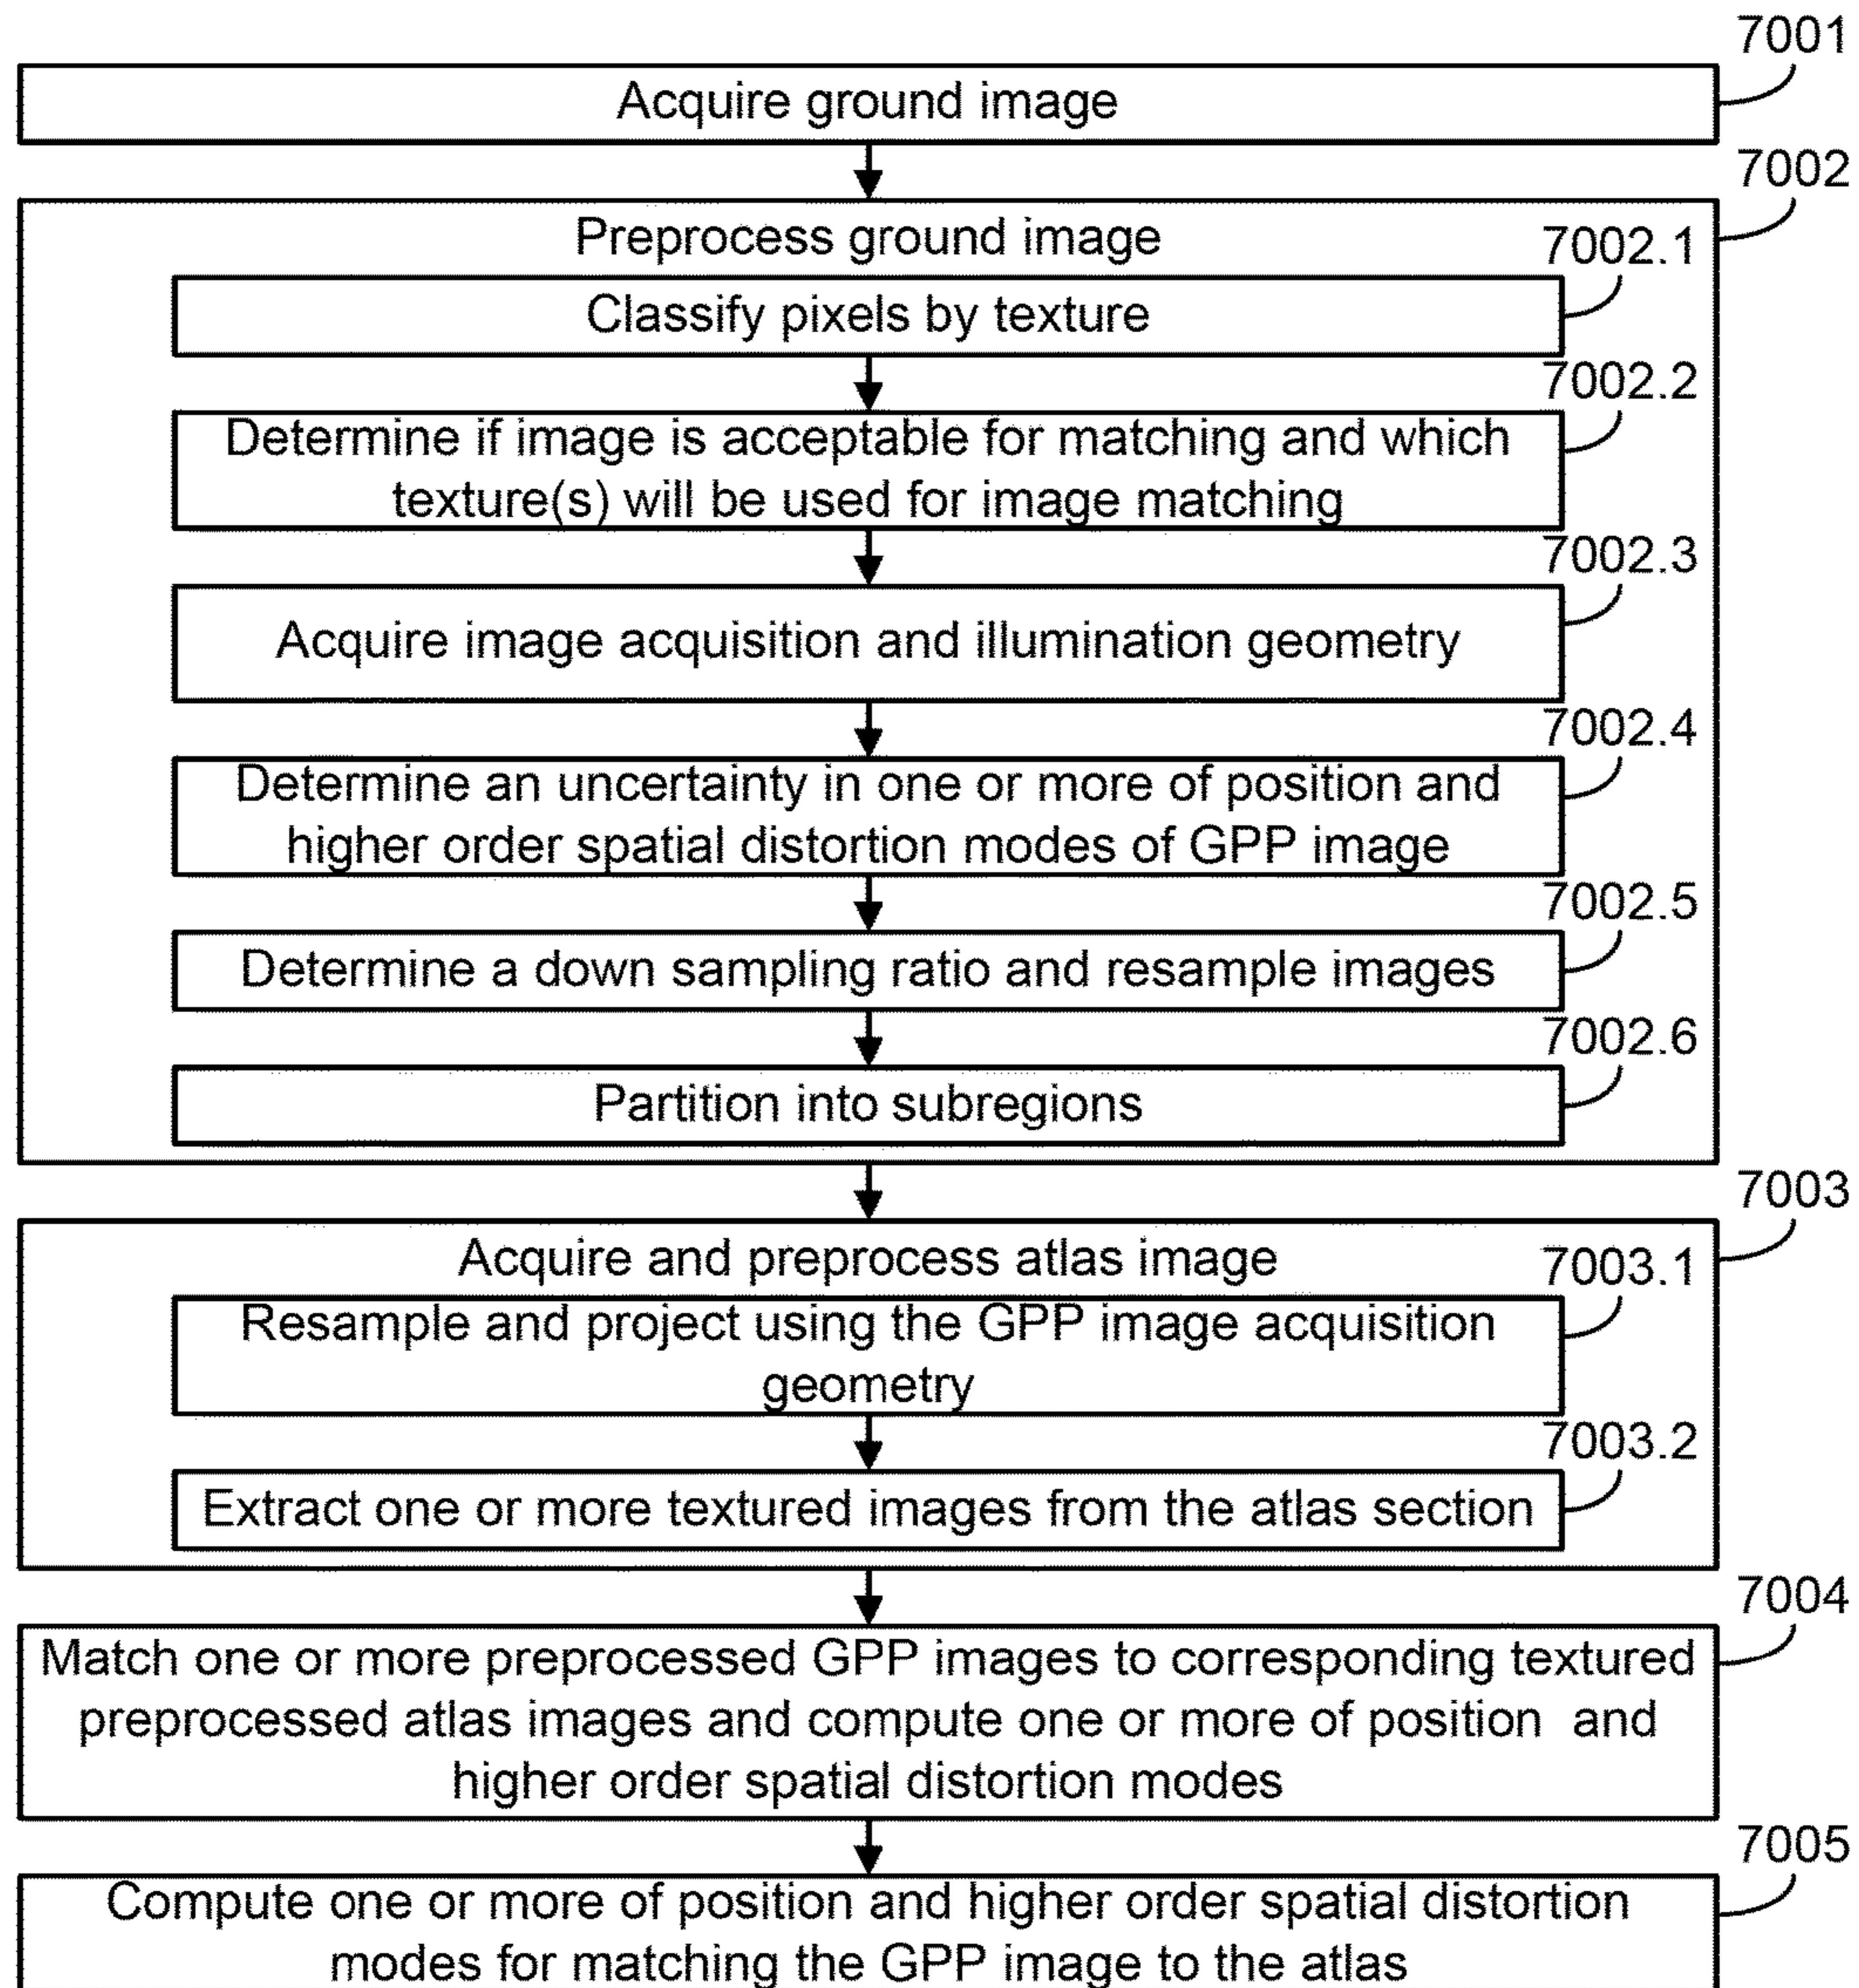 7001
Acquire ground image
7002
Preprocess ground image
7002.1
Classify pixels by texture
7002.2
Determine if image is acceptable for matching and which
texture(s) will be used for image matching
7002.3
Acquire image acquisition and illumination geometry
7002.4
Determine an uncertainty in one or more of position and
higher order spatial distortion modes of GPP image
7002.5
Determine a down sampling ratio and resample images
7002.6
Partition into subregions
7003
Acquire and preprocess atlas image
7003.1
Resample and project using the GPP image acquisition
geometry
7003.2
Extract one or more textured images from the atlas section
7004
Match one or more preprocessed GPP images to corresponding textured
preprocessed atlas images and compute one or more of position and
higher order spatial distortion modes
7005
Compute one or more of position and higher order spatial distortion
modes for matching the GPP image to the atlas